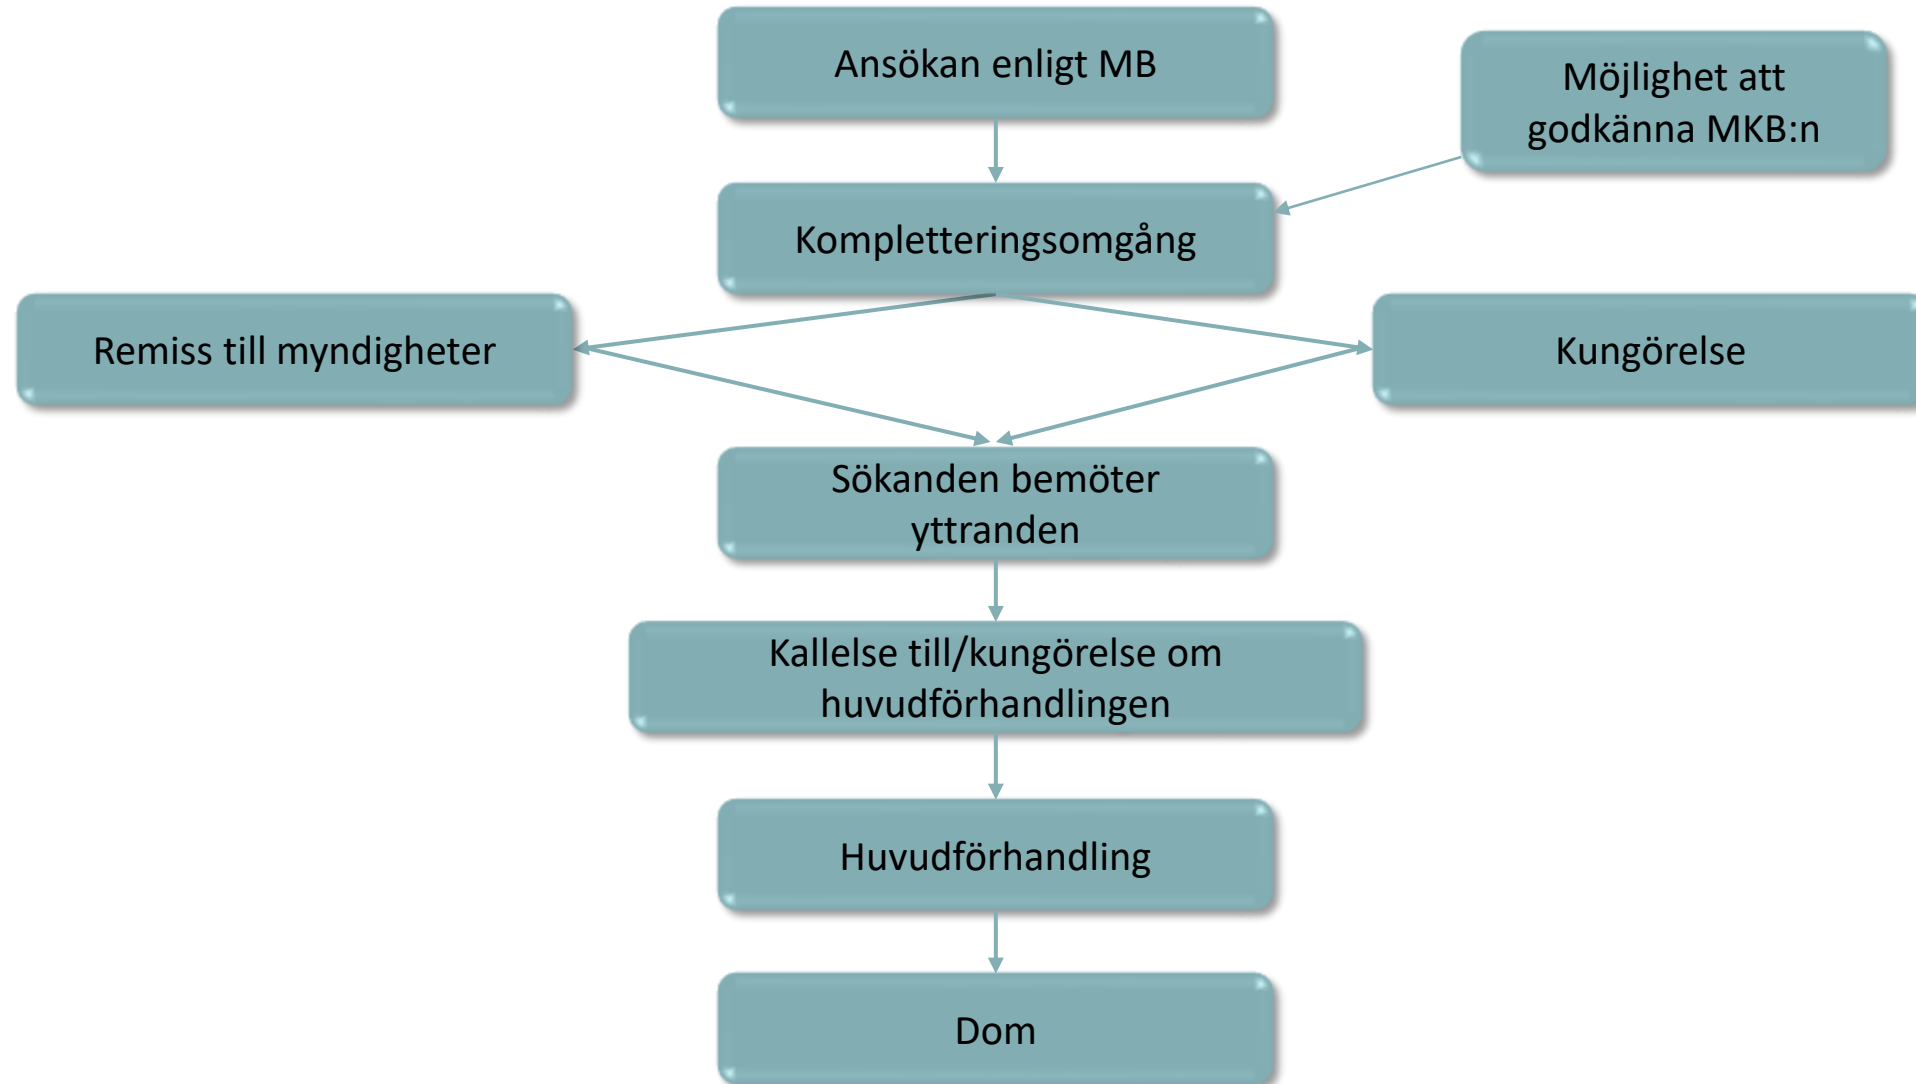 Ansökan enligt MB
Möjlighet att
godkänna MKB:n
Kompletteringsomgång
Remiss till myndigheter
Kungörelse
Sökanden bemöter
yttranden
Kallelse till/kungörelse om
huvudförhandlingen
Huvudförhandling
Dom